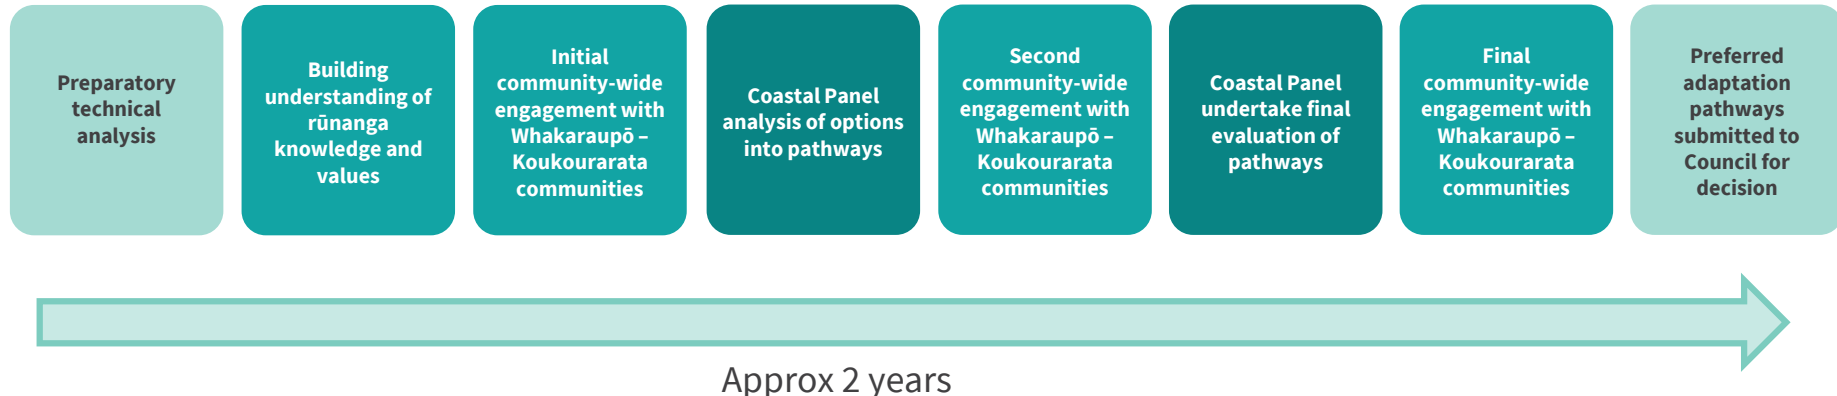 Preparatory
technical
analysis
Building
understanding of
rūnanga
knowledge and
values
Initial
community-wide
engagement with
Whakaraupō –
Koukourarata
communities
Coastal Panel
analysis of options
into pathways
Second
community-wide
engagement with
Whakaraupō –
Koukourarata
communities
Coastal Panel
undertake final
evaluation of
pathways
Final
community-wide
engagement with
Whakaraupō –
Koukourarata
communities
Preferred
adaptation
pathways
submitted to
Council for
decision
Approx 2 years